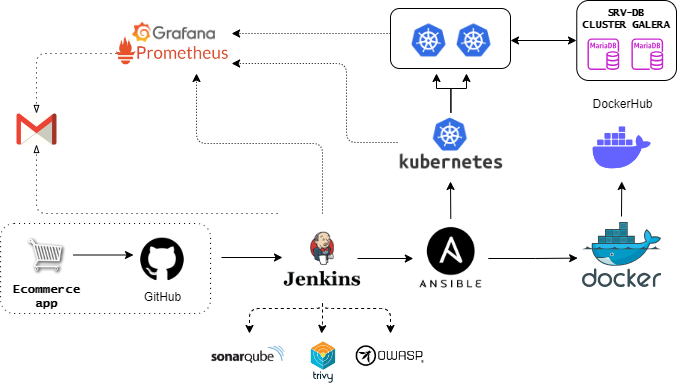 SRV-DB
CLUSTER GALERA
MariaDB
MariaDB
Grafana
Prometheus
DockerHub
kubernetes
Ecommerce
app
GitHub
Jenkins
ANSIBLE
docker
sonarqube
trivy
OWASP